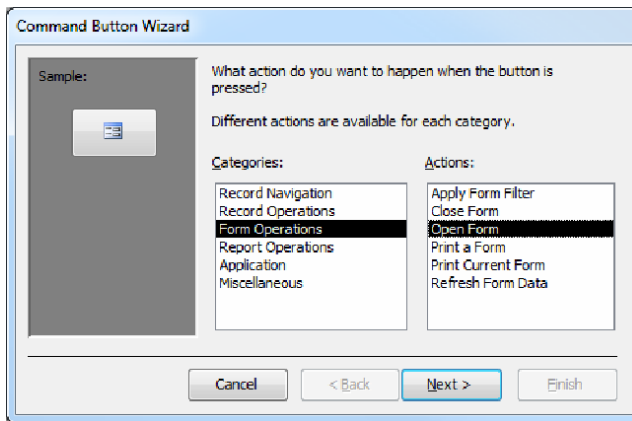 Command Button Wizard
Sample:
What action do you want to happen when the button is
pressed?
Different actions are available for each category.
Categories:
Actions:
Record Navigation
Record Operations
Form Operations
Report Operations
Application
Miscellaneous
Apply Form Filter
Close Form
Open Form
Print a Form
Print Current Form
Refresh Form Data
Cancel
< Back
Next >
Finish